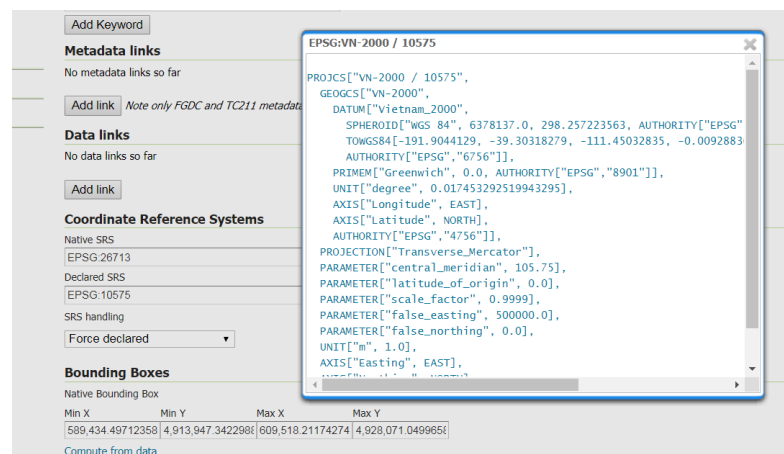 Add Keyword
Metadata links
No metadata links so far
Add link Note only FGDC and TC211 metadata
Data links
No data links so far
Add link
Coordinate Reference Systems
Native SRS
EPSG:26713
Declared SRS
EPSG:10575
SRS handling
Force declared
Bounding Boxes
Native Bounding Box
Min X Min Y Max X Max Y
589,434.49712358 4,913,947.3422988 609,518.21174274 4,928,071.0499658
Compute from data
EPSG:VN-2000 / 10575
PROJCS["VN-2000 / 10575",
GEOGCS["VN-2000",
DATUM["Vietnam_2000",
SPHEROID["WGS 84", 6378137.0, 298.257223563, AUTHORITY["EPSG"
TOWGS84[-191.9044129, -39.30318279, -111.45032835, -0.0092883
AUTHORITY["EPSG","6756"]],
PRIMEM["Greenwich", 0.0, AUTHORITY["EPSG","8901"]],
UNIT["degree", 0.017453292519943295],
AXIS["Longitude", EAST],
AXIS["Latitude", NORTH],
AUTHORITY["EPSG","4756"]],
PROJECTION["Transverse_Mercator"],
PARAMETER["central_meridian", 105.75],
PARAMETER["latitude_of_origin", 0.0],
PARAMETER["scale_factor", 0.9999],
PARAMETER["false_easting", 500000.0],
PARAMETER["false_northing", 0.0],
UNIT["m", 1.0],
AXIS["Easting", EAST],